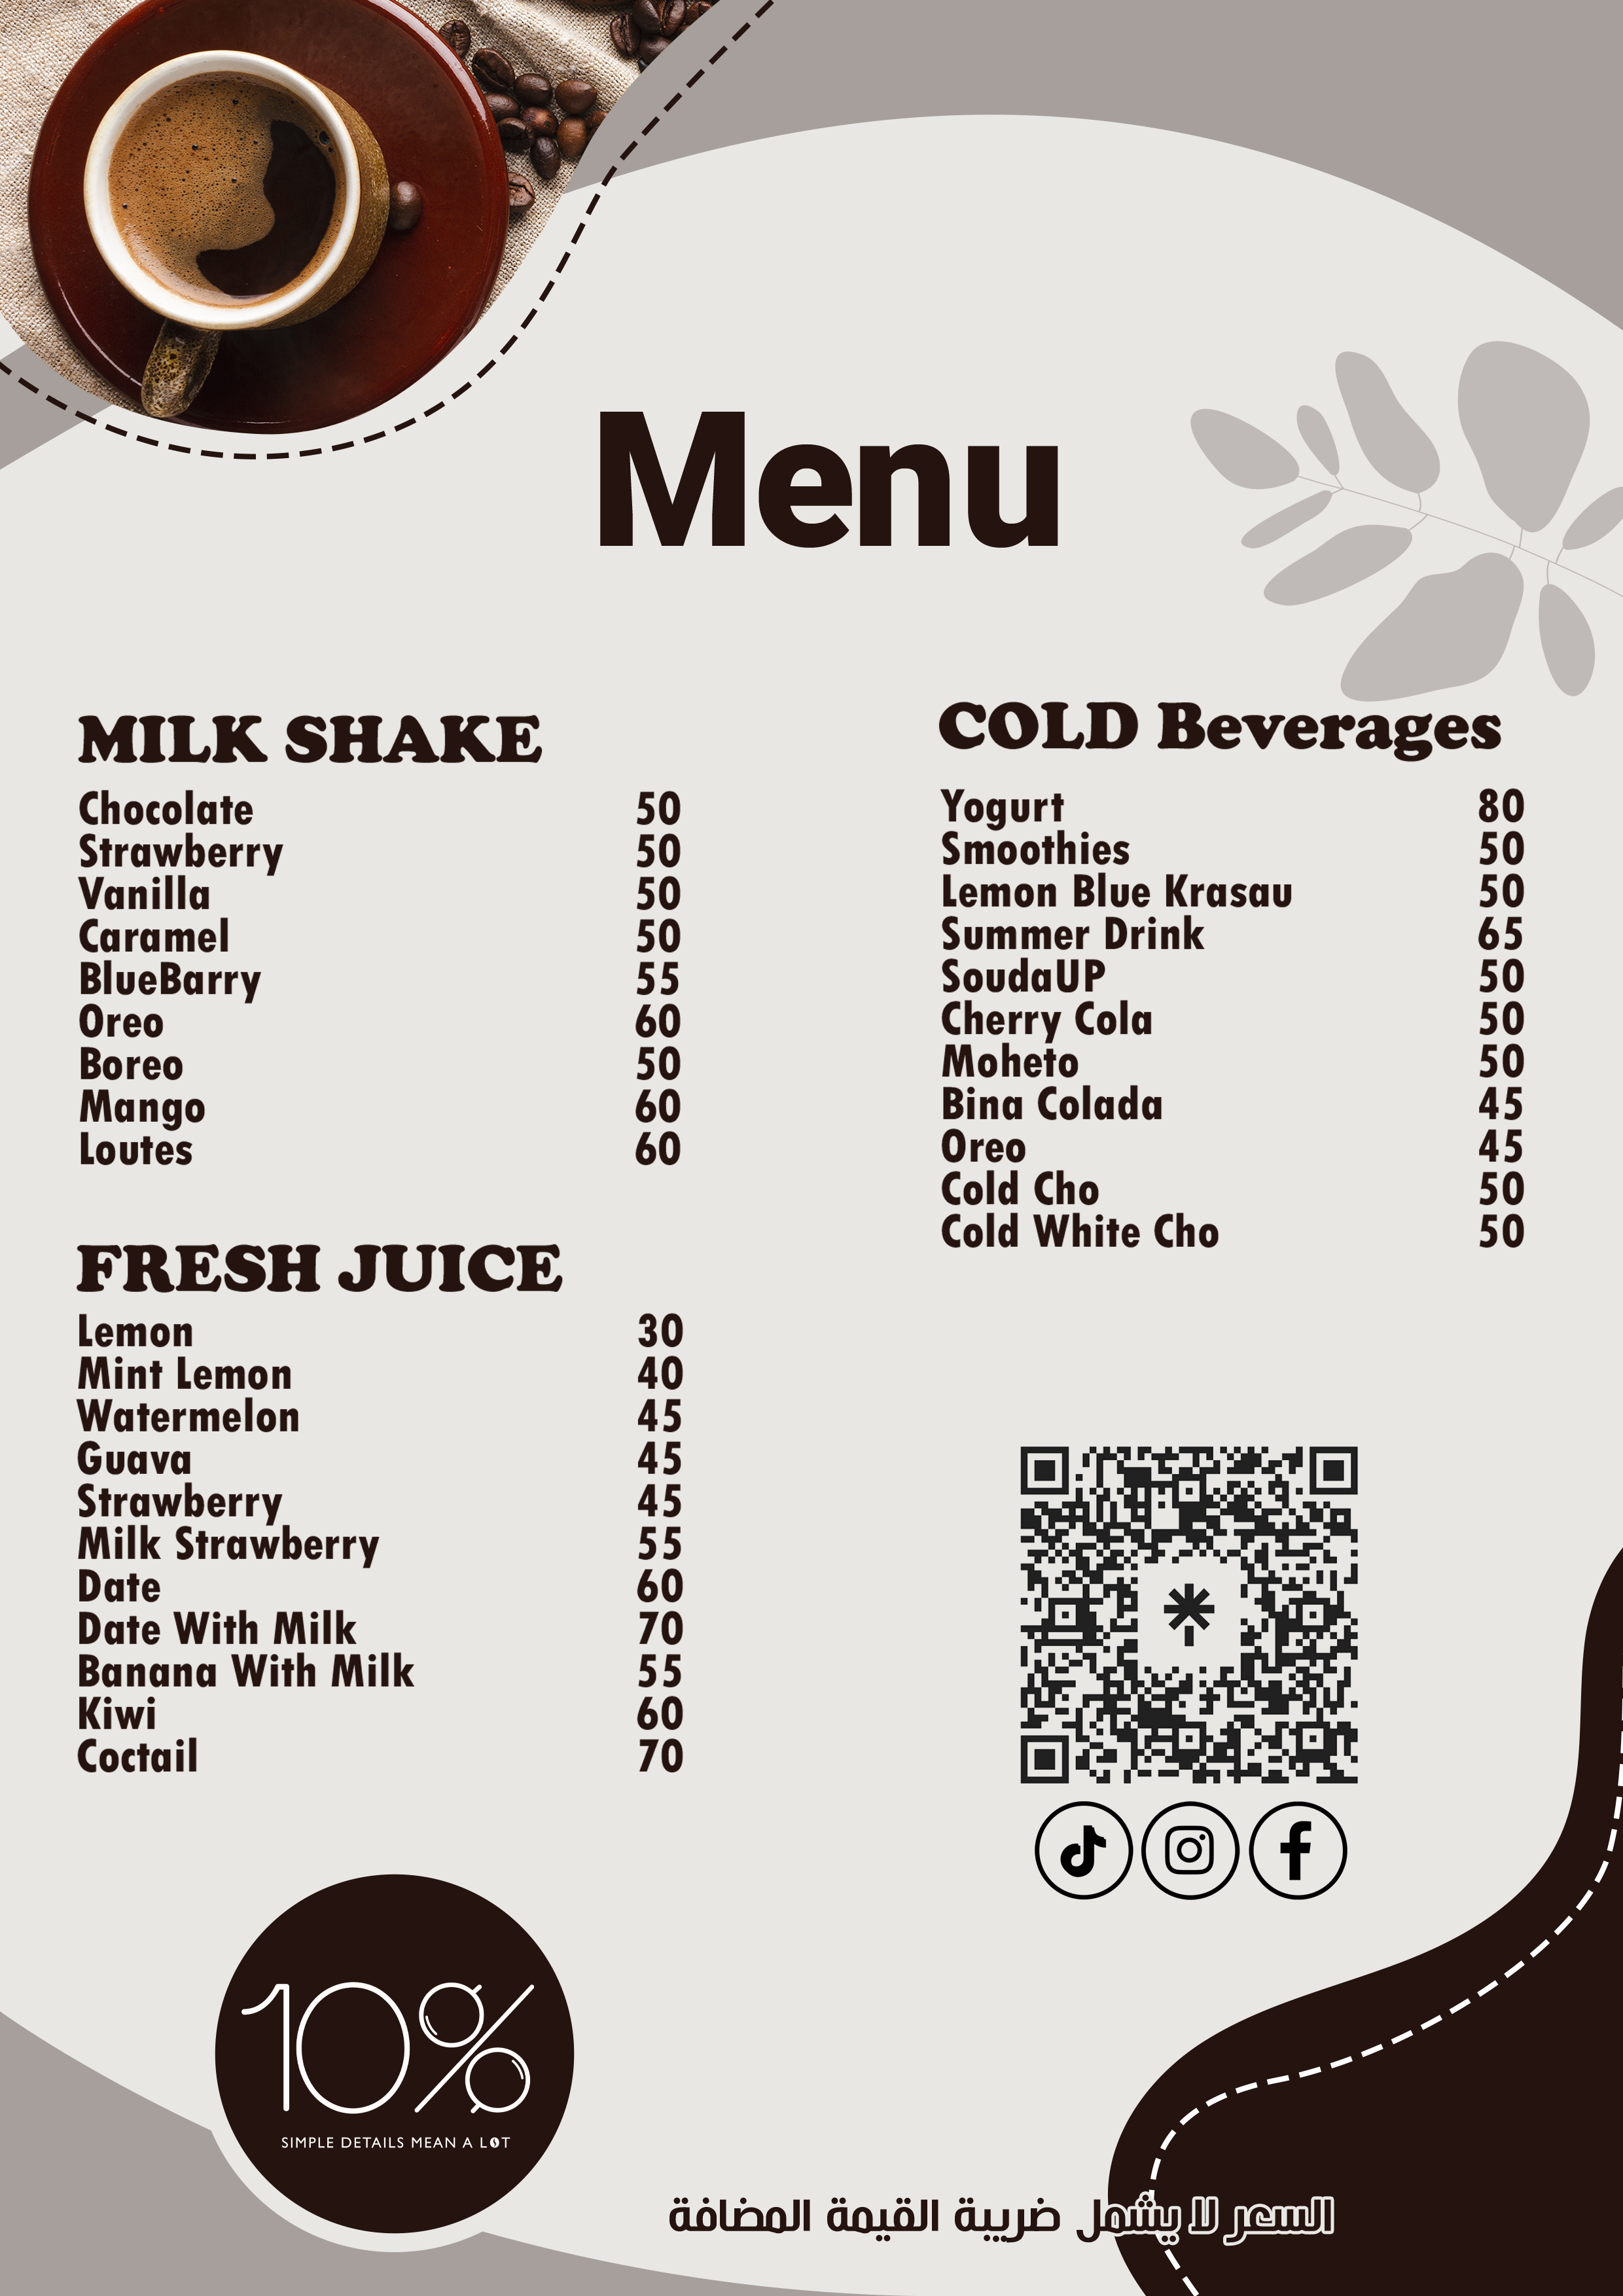 Menu
MILK SHAKE
Chocolate 50
Strawberry 50
Vanilla 50
Caramel 50
BlueBarry 55
Oreo 60
Boreo 50
Mango 60
Loutes 60
FRESH JUICE
Lemon 30
Mint Lemon 40
Watermelon 45
Guava 45
Strawberry 45
Milk Strawberry 55
Date 60
Date With Milk 70
Banana With Milk 55
Kiwi 60
Coctail 70
COLD Beverages
Yogurt 80
Smoothies 50
Lemon Blue Krasau 50
Summer Drink 65
SoudaUP 50
Cherry Cola 50
Moheto 50
Bina Colada 45
Oreo 45
Cold Cho 50
Cold White Cho 50
10%
SIMPLE DETAILS MEAN A LOT
السعر لا يشمل ضريبة القيمة المضافة